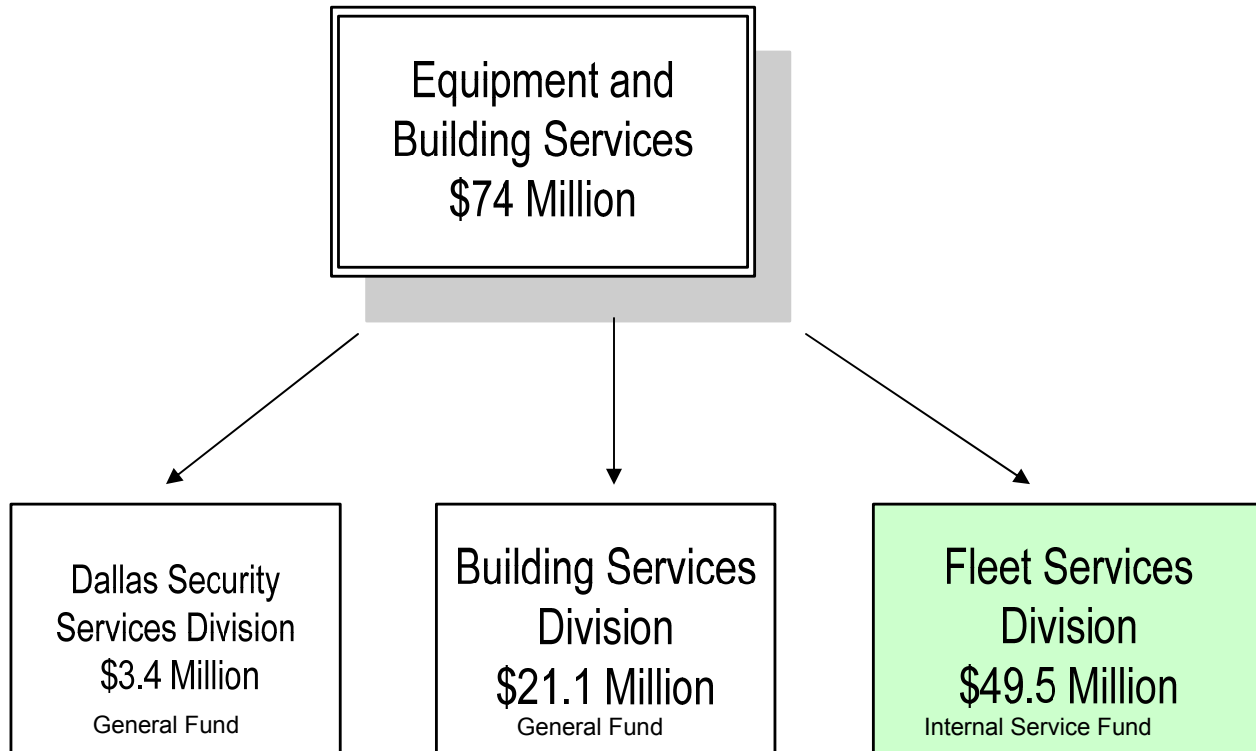 Equipment and
Building Services
$74 Million
Dallas Security
Services Division
$3.4 Million
General Fund
Building Services
Division
$21.1 Million
General Fund
Fleet Services
Division
$49.5 Million
Internal Service Fund